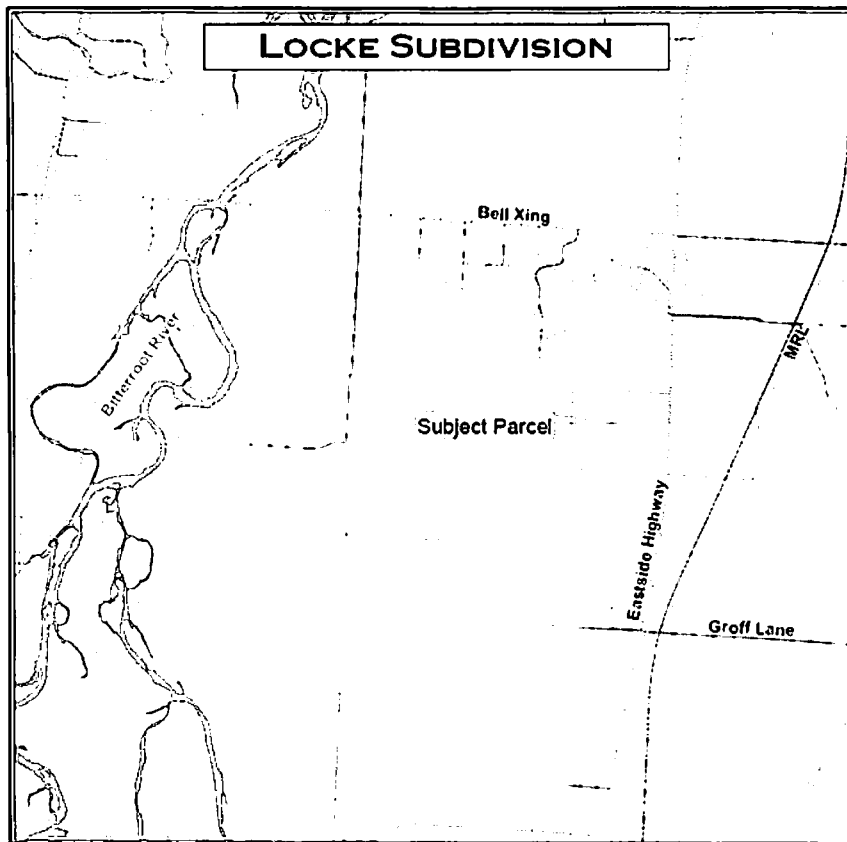 LOCKE SUBDIVISION
Bell Xing
Bitterroot River
MRL
Subject Parcel
Eastside Highway
Groff Lane